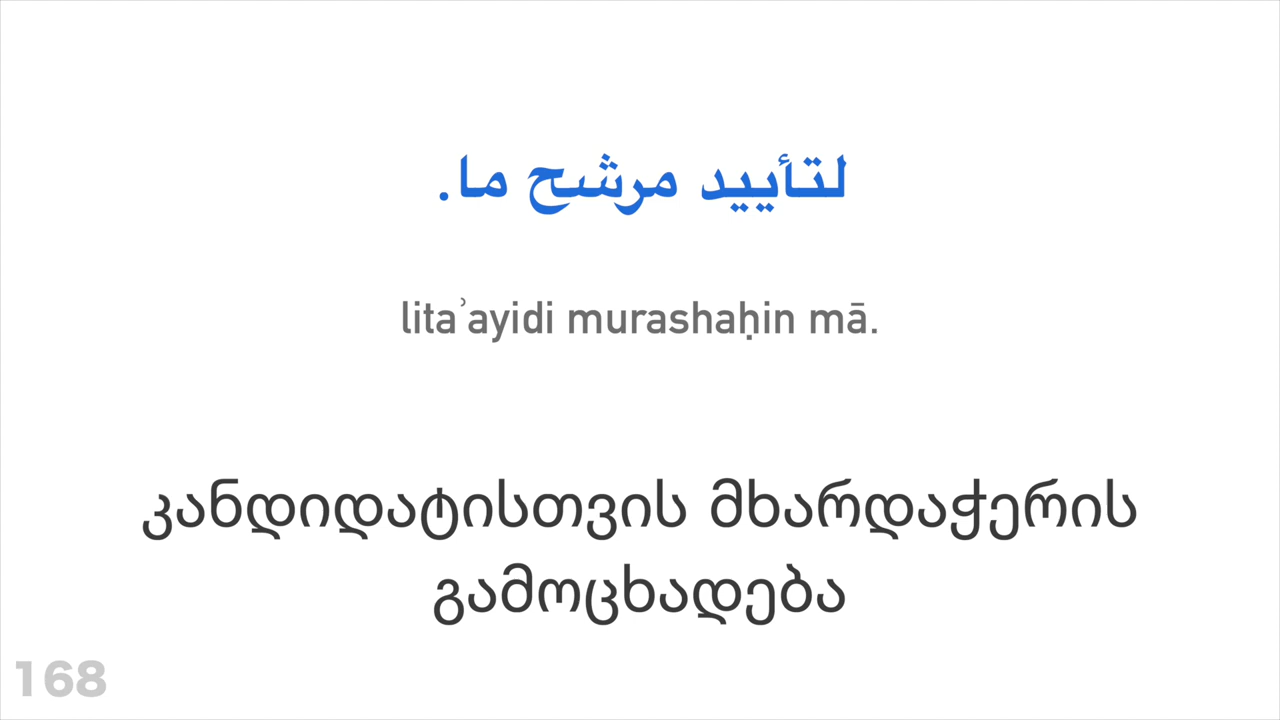 لتأييد مرشح ما.
litaʾayidi murashaḥin mā.
კანდიდატისთვის მხარდაჭერის
გამოცხადება
168